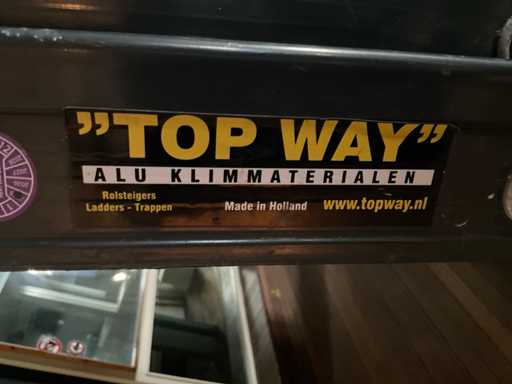 ”TOP WAY”
ALU KLIMMATERIALEN
Rolsteigers
Ladders - Trappen
Made in Holland
www.topway.nl